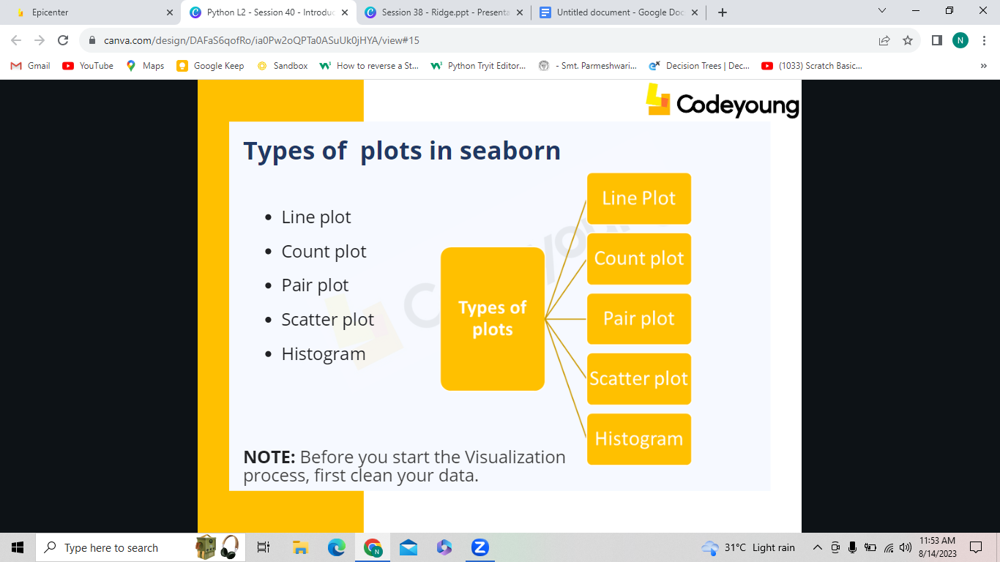 Epicenter
Python L2 - Session 40 - Introduc
Session 38 - Ridge.ppt - Presenta
Untitled document - Google Doc
canva.com/design/DAFaS6qofRo/ia0Pw2oQPTa0ASuUk0jHYA/view#15
N
Gmail
YouTube
Maps
Google Keep
Sandbox
How to reverse a St...
Python Tryit Editor...
- Smt. Parmeshwari...
Decision Trees | Dec...
(1033) Scratch Basic...
Codeyoung
Types of  plots in seaborn
• Line plot
• Count plot
• Pair plot
• Scatter plot
• Histogram
Types of
plots
Line Plot
Count plot
Pair plot
Scatter plot
Histogram
NOTE: Before you start the Visualization
process, first clean your data.
Type here to search
31°C Light rain
11:53 AM
8/14/2023